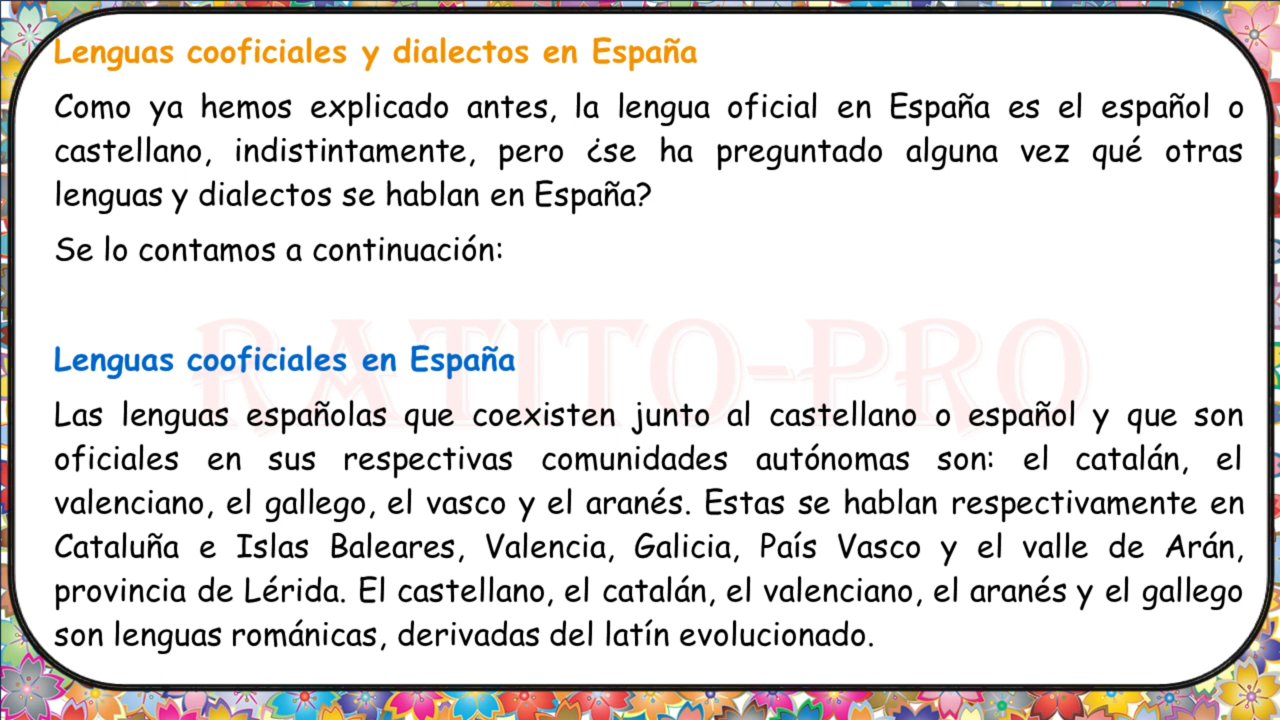 Lenguas cooficiales y dialectos en España
Como ya hemos explicado antes, la lengua oficial en España es el español o
castellano, indistintamente, pero ¿se ha preguntado alguna vez qué otras
lenguas y dialectos se hablan en España?
Se lo contamos a continuación:
RATITO-PRO
Lenguas cooficiales en España
Las lenguas españolas que coexisten junto al castellano o español y que son
oficiales en sus respectivas comunidades autónomas son: el catalán, el
valenciano, el gallego, el vasco y el aranés. Estas se hablan respectivamente en
Cataluña e Islas Baleares, Valencia, Galicia, País Vasco y el valle de Arán,
provincia de Lérida. El castellano, el catalán, el valenciano, el aranés y el gallego
son lenguas románicas, derivadas del latín evolucionado.